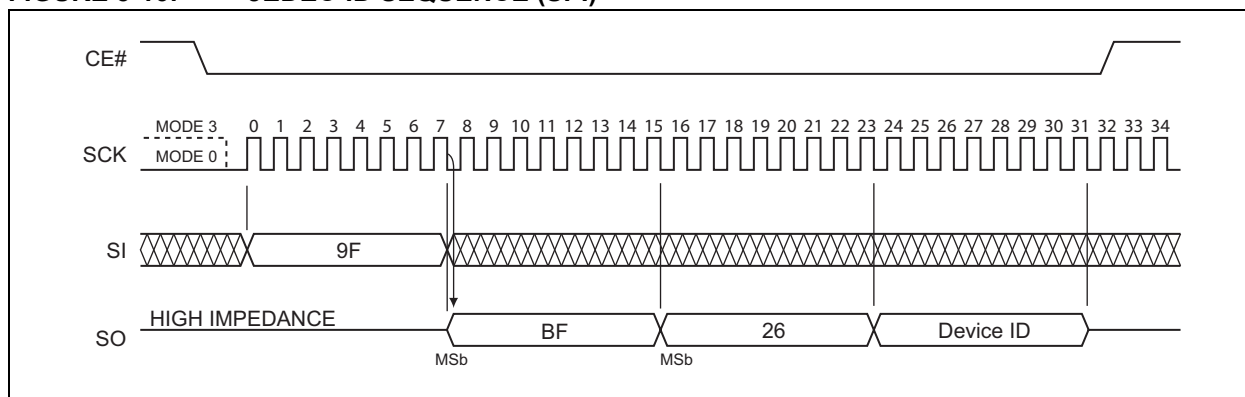 CE#
MODE 3 0 1 2 3 4 5 6 7 8 9 10 11 12 13 14 15 16 17 18 19 20 21 22 23 24 25 26 27 28 29 30 31 32 33 34
SCK MODE 0
SI 9F
HIGH IMPEDANCE
SO BF 26 Device ID
MSb MSb